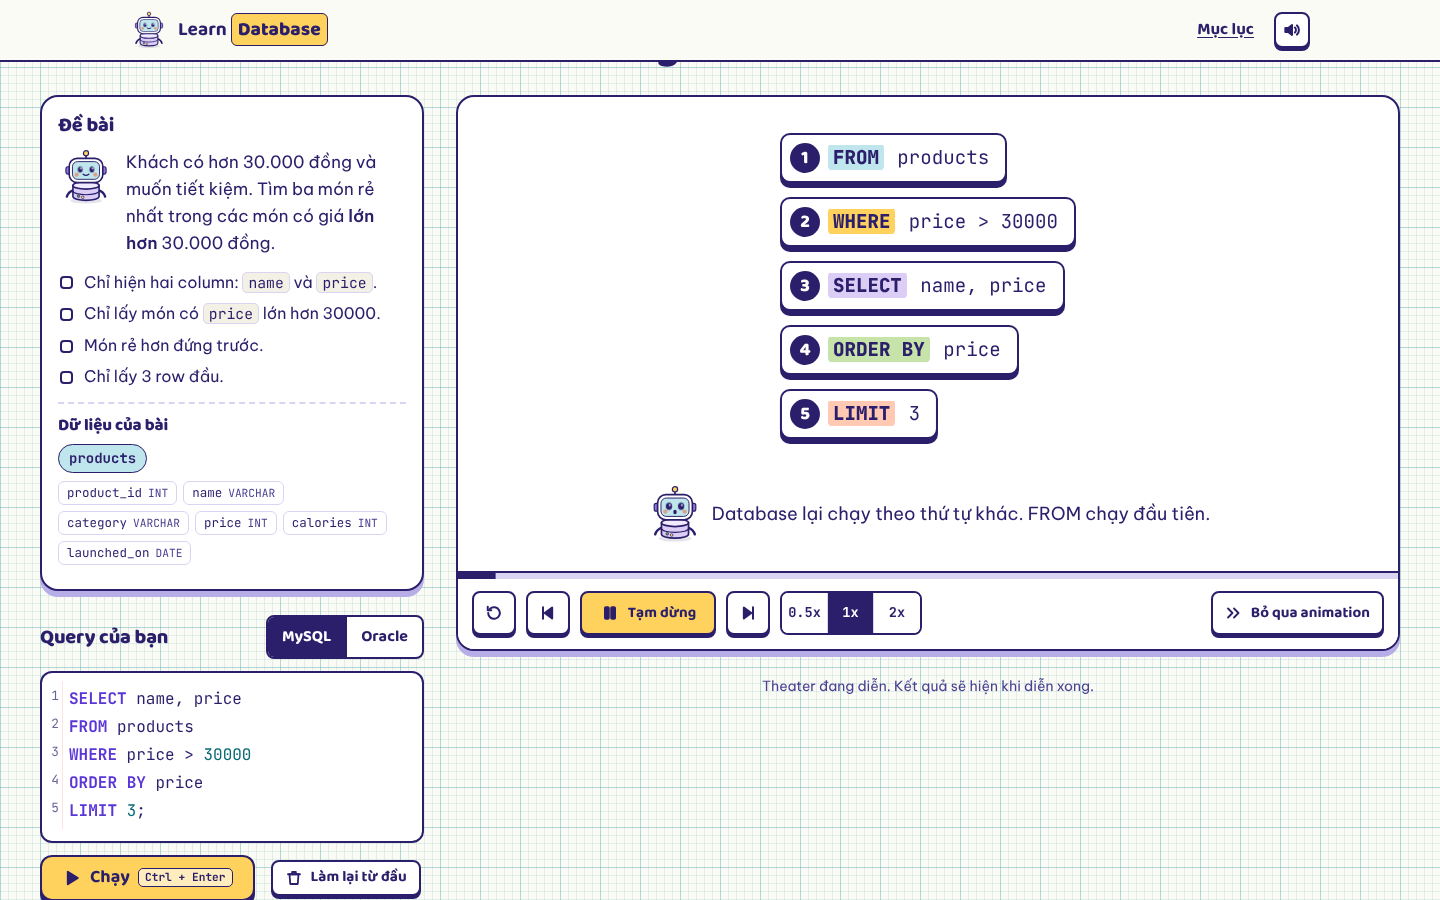 Learn Database
Mục lục
Đề bài
Khách có hơn 30.000 đồng và
muốn tiết kiệm. Tìm ba món rẻ
nhất trong các món có giá lớn
hơn 30.000 đồng.
Chỉ hiện hai column: name và price.
Chỉ lấy món có price lớn hơn 30000.
Món rẻ hơn đứng trước.
Chỉ lấy 3 row đầu.
Dữ liệu của bài
products
product_id INT name VARCHAR
category VARCHAR price INT calories INT
launched_on DATE
Query của bạn
MySQL Oracle
1 SELECT name, price
2 FROM products
3 WHERE price > 30000
4 ORDER BY price
5 LIMIT 3;
Chạy Ctrl + Enter
Làm lại từ đầu
1 FROM products
2 WHERE price > 30000
3 SELECT name, price
4 ORDER BY price
5 LIMIT 3
Database lại chạy theo thứ tự khác. FROM chạy đầu tiên.
Tạm dừng 0.5x 1x 2x Bỏ qua animation
Theater đang diễn. Kết quả sẽ hiện khi diễn xong.